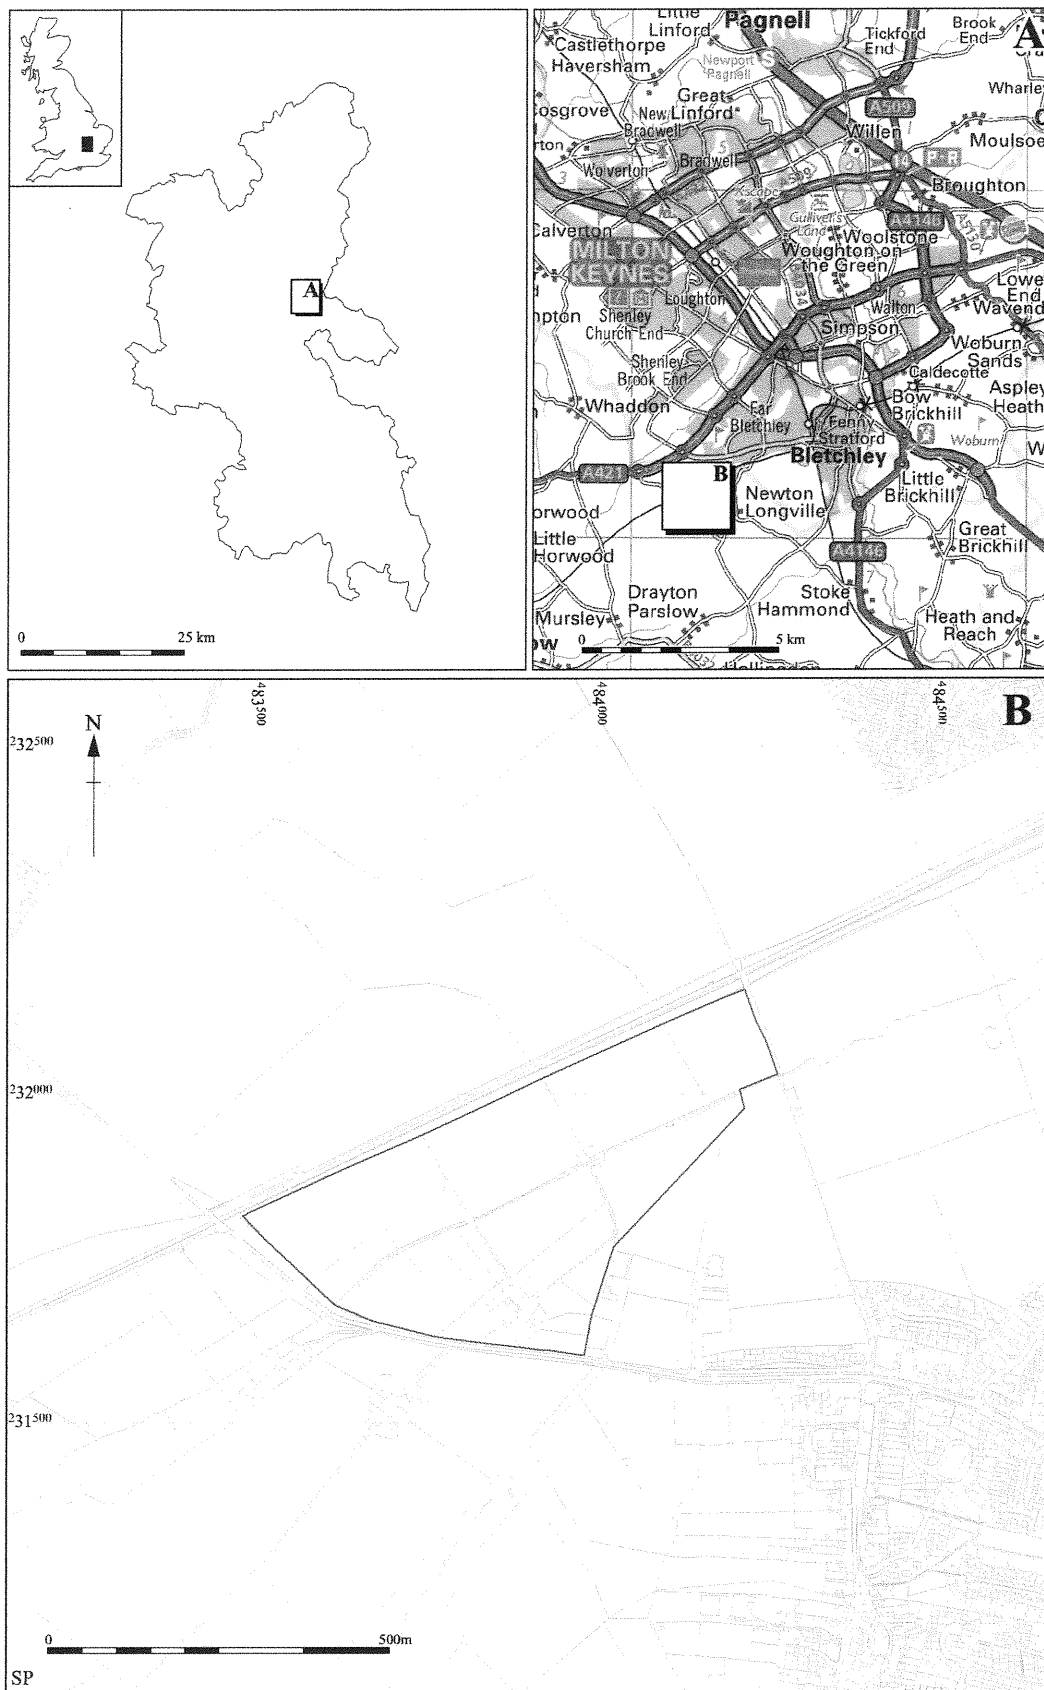 A
0 25 km
A
Pagnell
Little
Linford
Castlethorpe
Haversham
Newport
Pagnell
Tickford
End
Brook
End
Great
Linford
A509
New
Bradwell
Willen
Moulsoe
Bradwell
Wolverton
14
Broughton
A4146
Calverton
MILTON
KEYNES
Gulliver's
Land
Woolstone
Woughton on
the Green
Loughton
Walton
Lower
End
Shenley
Church End
Simpson
Woburn
Sands
Shenley
Brook End
Caldecotte
Aspley
Heath
Whaddon
Far
Bletchley
Bow
Brickhill
Fenny
Stratford
Woburn
Bletchley
A421
B
Newton
Longville
Little
Brickhill
Little
Horwood
A4146
Great
Brickhill
Drayton
Parslow
Stoke
Hammond
Mursley
Heath and
Reach
0 5 km
B
N
483500
484000
484500
232500
232000
231500
0 500m
SP